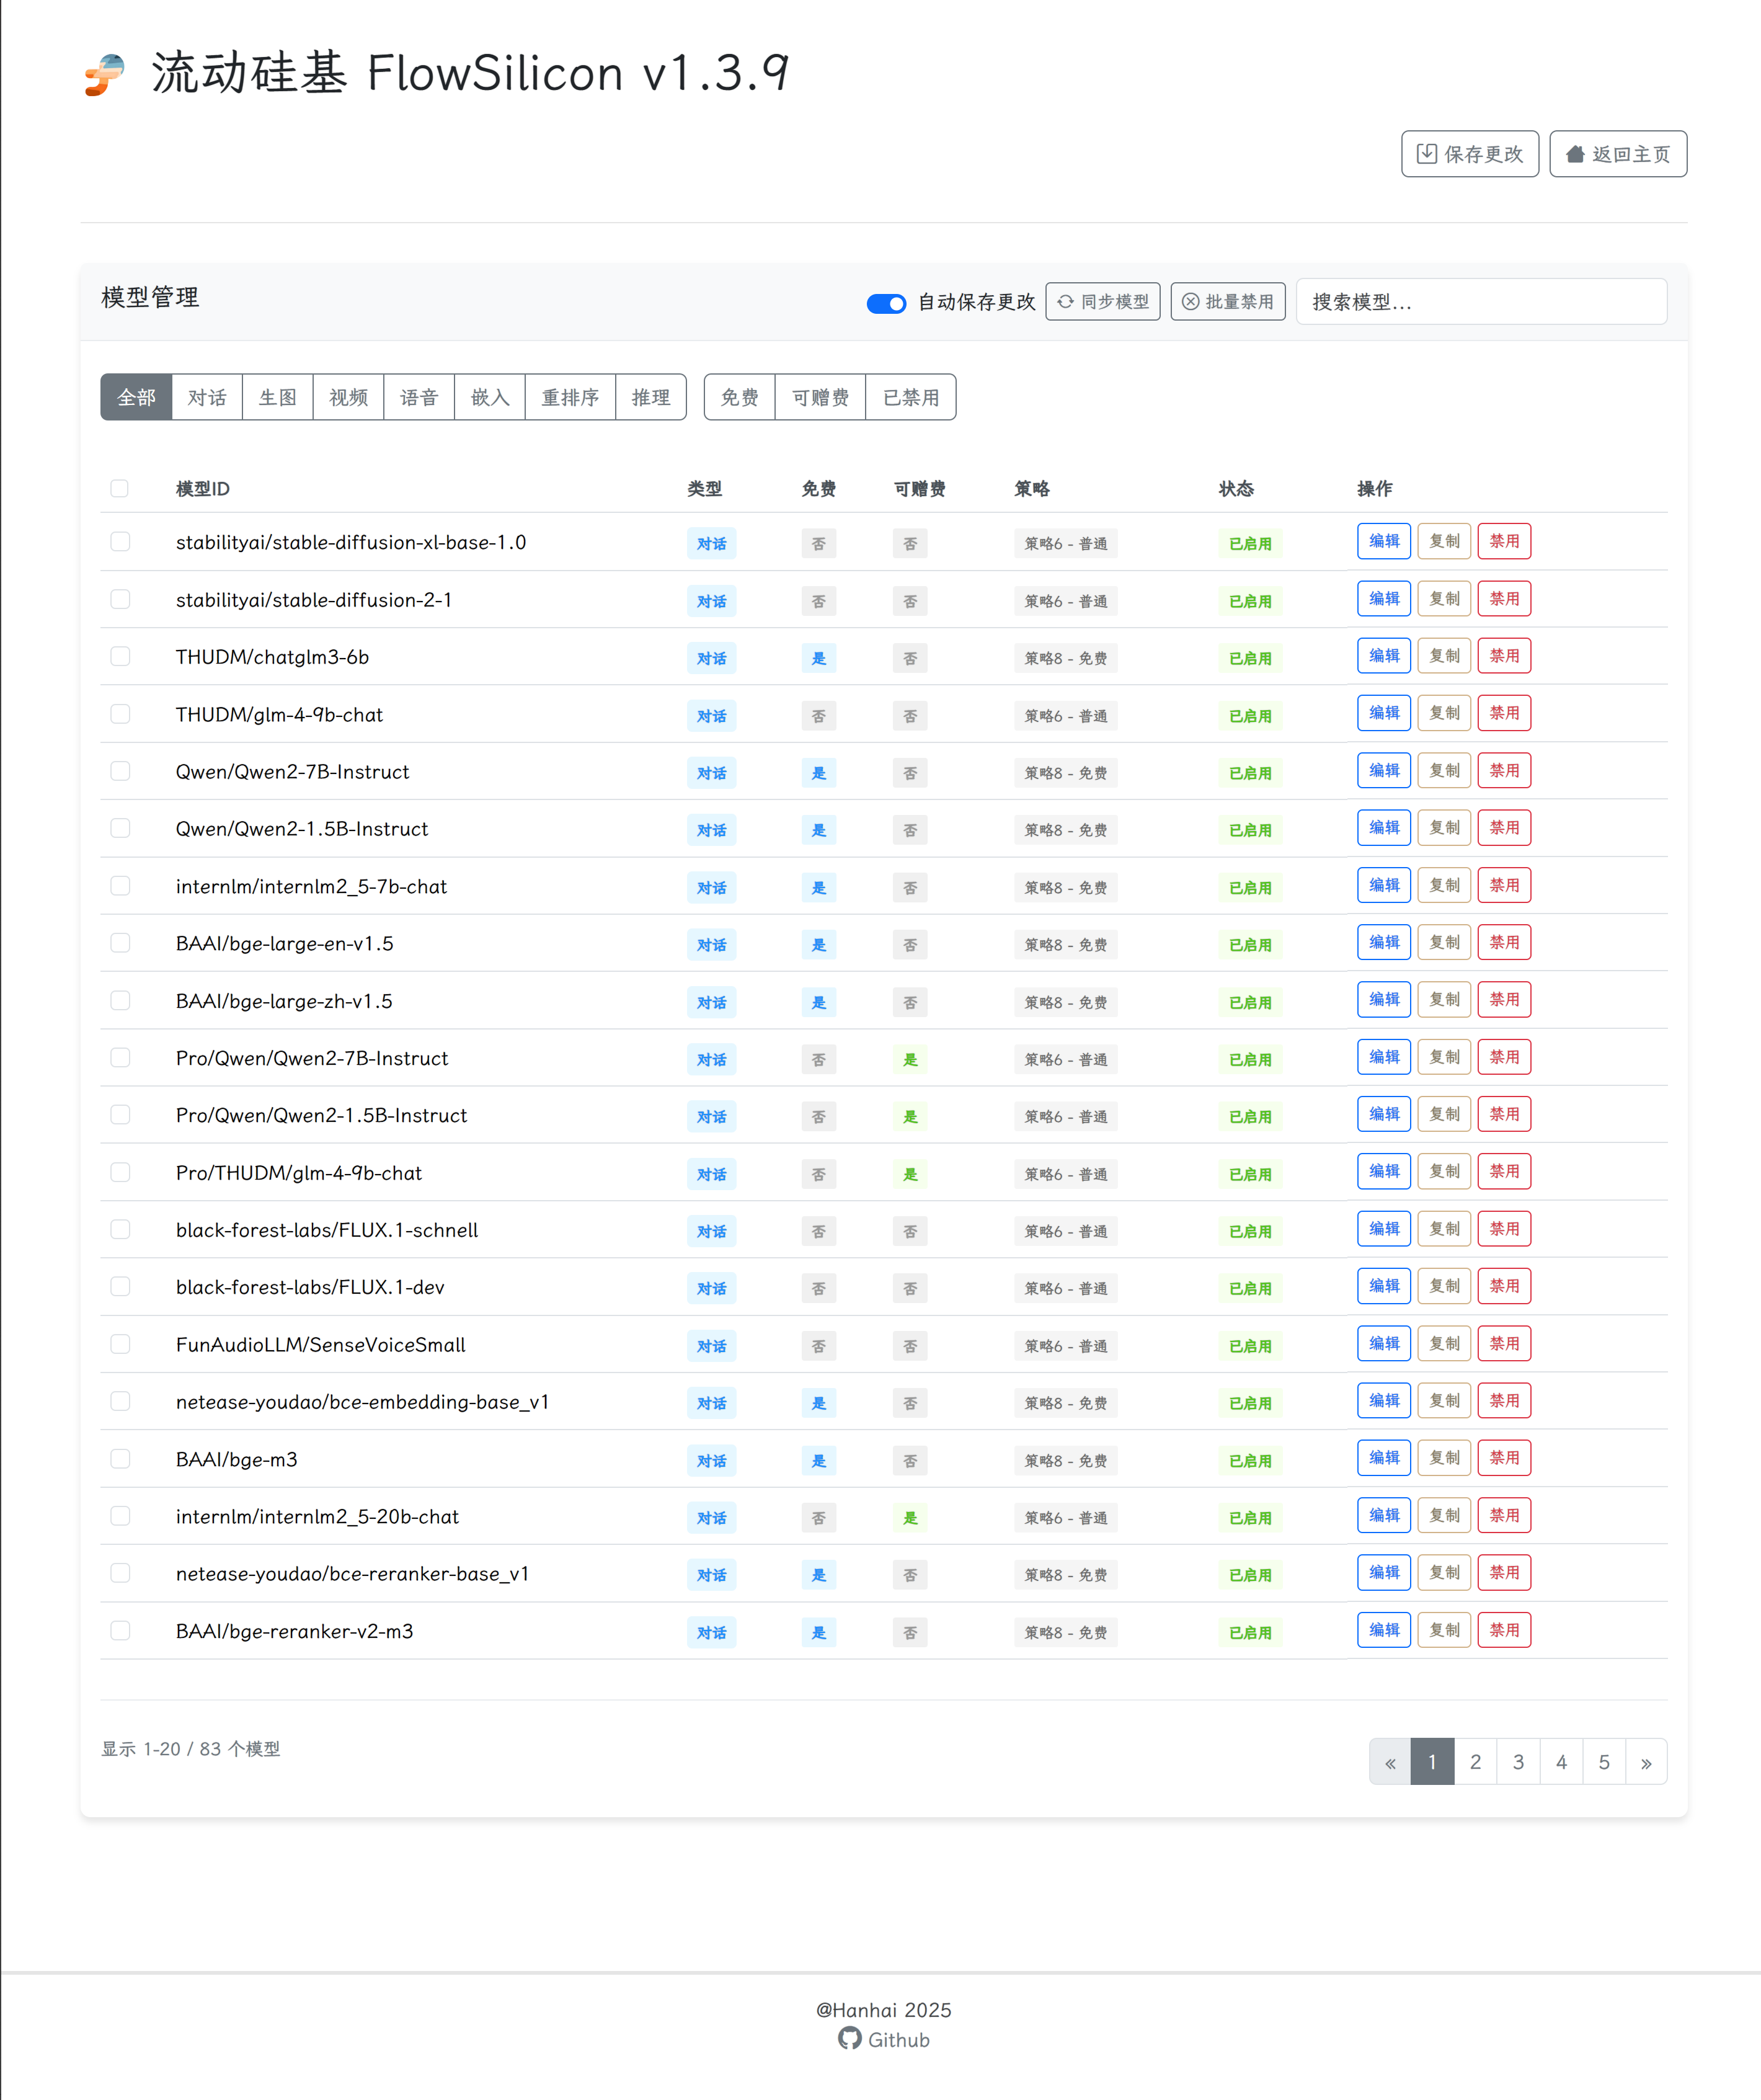 流动硅基 FlowSilicon v1.3.9
保存更改 返回主页
模型管理 自动保存更改 同步模型 批量禁用 搜索模型...
全部 对话 生图 视频 语音 嵌入 重排序 推理 免费 可赠费 已禁用
模型ID 类型 免费 可赠费 策略 状态 操作
stabilityai/stable-diffusion-xl-base-1.0 对话 否 否 策略6 - 普通 已启用 编辑 复制 禁用
stabilityai/stable-diffusion-2-1 对话 否 否 策略6 - 普通 已启用 编辑 复制 禁用
THUDM/chatglm3-6b 对话 是 否 策略8 - 免费 已启用 编辑 复制 禁用
THUDM/glm-4-9b-chat 对话 否 否 策略6 - 普通 已启用 编辑 复制 禁用
Qwen/Qwen2-7B-Instruct 对话 是 否 策略8 - 免费 已启用 编辑 复制 禁用
Qwen/Qwen2-1.5B-Instruct 对话 是 否 策略8 - 免费 已启用 编辑 复制 禁用
internlm/internlm2_5-7b-chat 对话 是 否 策略8 - 免费 已启用 编辑 复制 禁用
BAAI/bge-large-en-v1.5 对话 是 否 策略8 - 免费 已启用 编辑 复制 禁用
BAAI/bge-large-zh-v1.5 对话 是 否 策略8 - 免费 已启用 编辑 复制 禁用
Pro/Qwen/Qwen2-7B-Instruct 对话 否 是 策略6 - 普通 已启用 编辑 复制 禁用
Pro/Qwen/Qwen2-1.5B-Instruct 对话 否 是 策略6 - 普通 已启用 编辑 复制 禁用
Pro/THUDM/glm-4-9b-chat 对话 否 是 策略6 - 普通 已启用 编辑 复制 禁用
black-forest-labs/FLUX.1-schnell 对话 否 否 策略6 - 普通 已启用 编辑 复制 禁用
black-forest-labs/FLUX.1-dev 对话 否 否 策略6 - 普通 已启用 编辑 复制 禁用
FunAudioLLM/SenseVoiceSmall 对话 否 否 策略6 - 普通 已启用 编辑 复制 禁用
netease-youdao/bce-embedding-base_v1 对话 是 否 策略8 - 免费 已启用 编辑 复制 禁用
BAAI/bge-m3 对话 是 否 策略8 - 免费 已启用 编辑 复制 禁用
internlm/internlm2_5-20b-chat 对话 否 是 策略6 - 普通 已启用 编辑 复制 禁用
netease-youdao/bce-reranker-base_v1 对话 是 否 策略8 - 免费 已启用 编辑 复制 禁用
BAAI/bge-reranker-v2-m3 对话 是 否 策略8 - 免费 已启用 编辑 复制 禁用
显示 1-20 / 83 个模型 « 1 2 3 4 5 »
@Hanhai 2025
Github